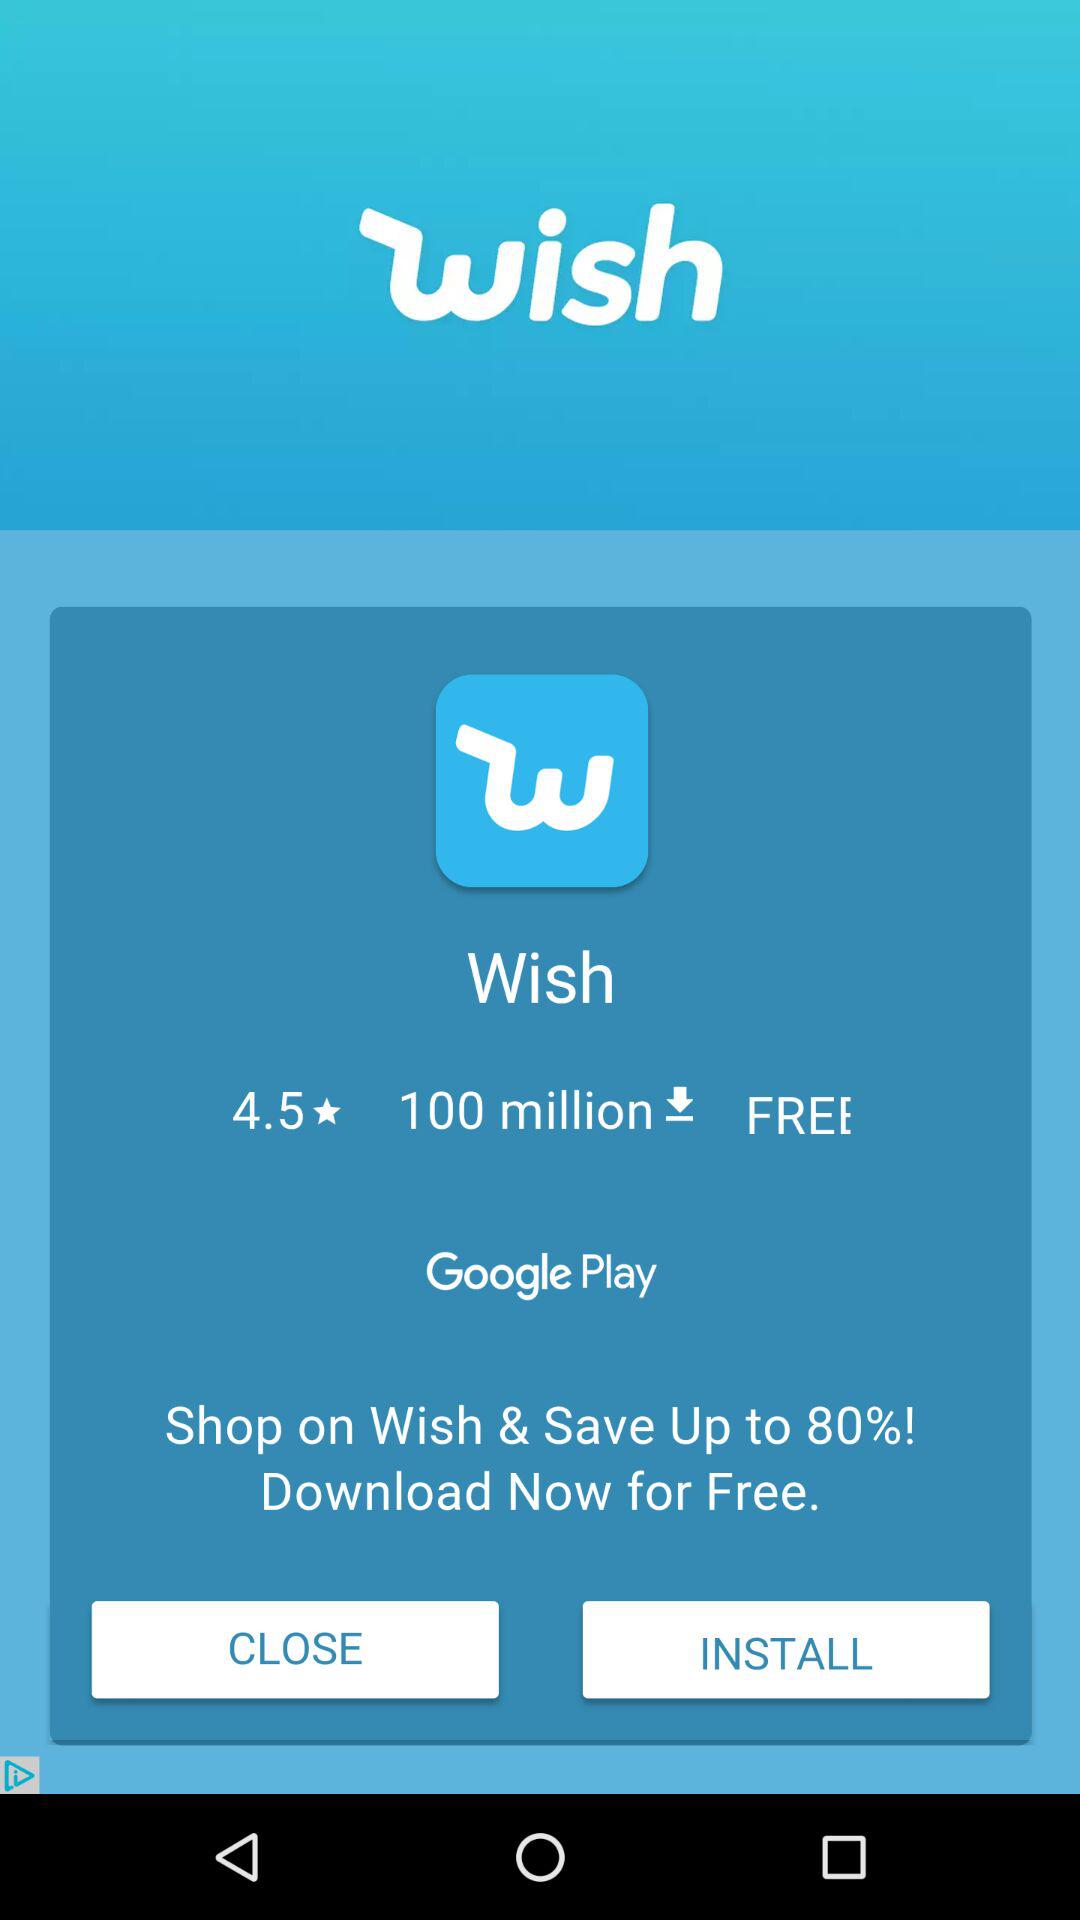 wish
w
Wish
4.5 100 million FREE
Google Play
Shop on Wish & Save Up to 80%!
Download Now for Free.
CLOSE INSTALL